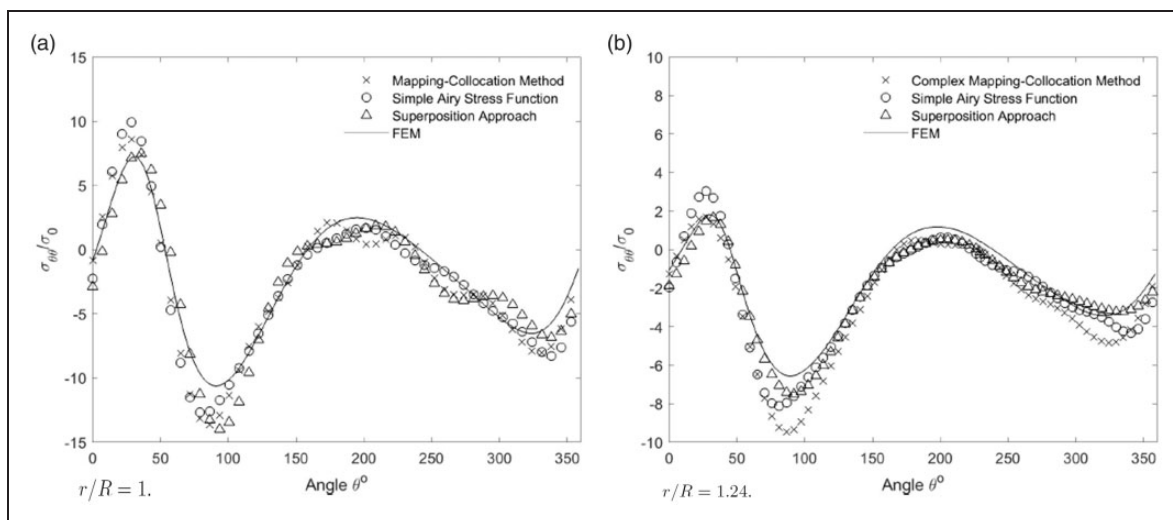 (a)
15
10
5
0
-5
-10
-15
σθθ/σ0
× Mapping-Collocation Method
○ Simple Airy Stress Function
△ Superposition Approach
— FEM
0 50 100 150 200 250 300 350
Angle θº
r/R = 1.
(b)
10
8
6
4
2
0
-2
-4
-6
-8
-10
σθθ/σ0
× Complex Mapping-Collocation Method
○ Simple Airy Stress Function
△ Superposition Approach
— FEM
0 50 100 150 200 250 300 350
Angle θº
r/R = 1.24.